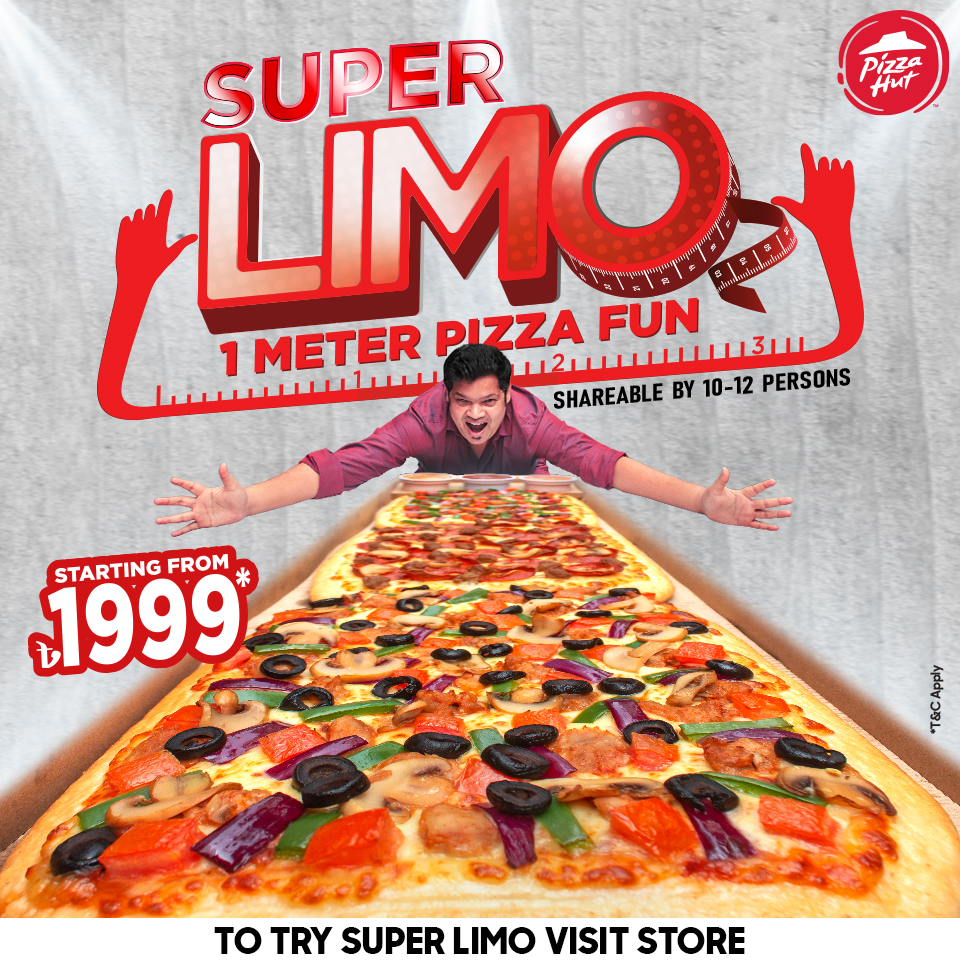 Pizza
Hut
SUPER
LIMO
1 METER PIZZA FUN
1 2 3
SHAREABLE BY 10-12 PERSONS
STARTING FROM
৳1999*
*T&C Apply
TO TRY SUPER LIMO VISIT STORE